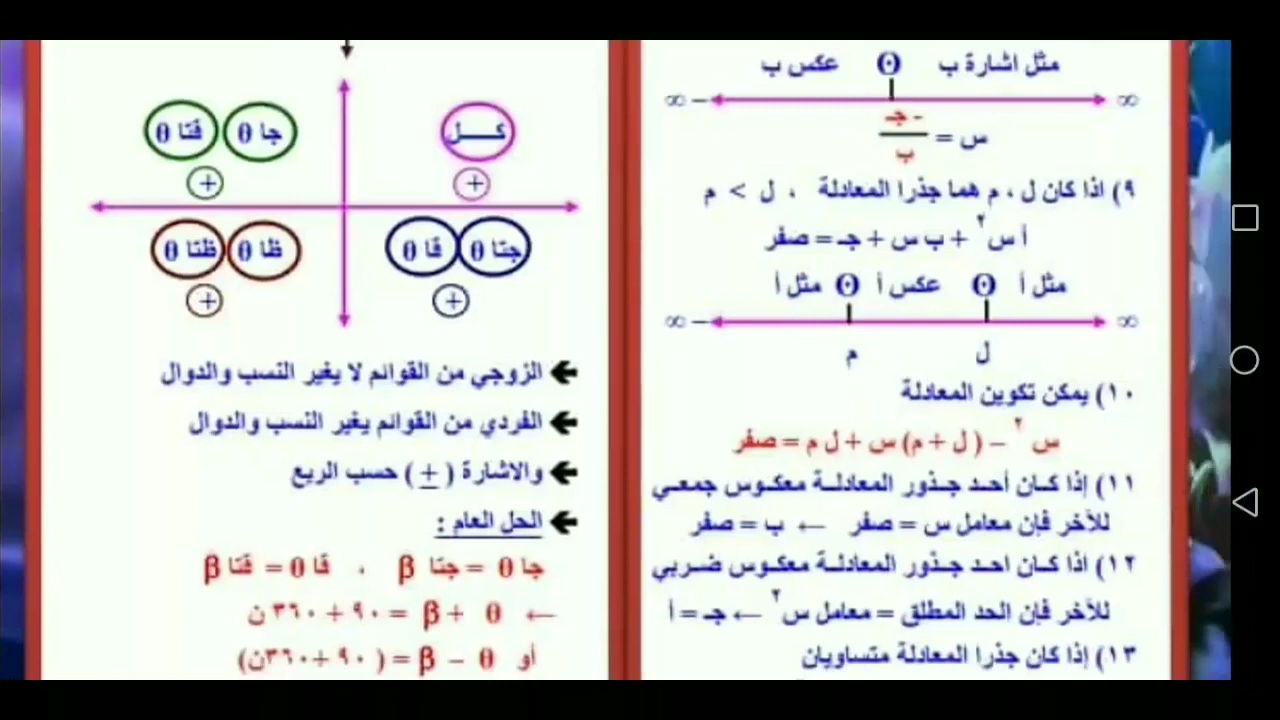 مثل اشارة ب θ عكس ب
∞ − ∞
س = -جـ / ب
٩) اذا كان ل ، م هما جذرا المعادلة ، ل > م
أ س٢ + ب س + جـ = صفر
مثل أ θ عكس أ θ مثل أ
∞ − ∞
ل م
١٠) يمكن تكوين المعادلة
س٢ – ( ل + م) س + ل م = صفر
١١) إذا كان أحد جذور المعادلة معكوس جمعي
للآخر فإن معامل س = صفر ← ب = صفر
١٢) اذا كان احد جذور المعادلة معكوس ضربي
للآخر فإن الحد المطلق = معامل س٢ ← جـ = أ
١٣) إذا كان جذرا المعادلة متساويان
كل
+
جا θ قتا θ
+
جتا θ قا θ
+
ظا θ ظتا θ
+
الزوجي من القوائم لا يغير النسب والدوال
الفردي من القوائم يغير النسب والدوال
والاشارة ( ± ) حسب الربع
الحل العام :
جا θ = جتا β ، قا θ = قتا β
← θ + β = ٩٠ + ٣٦٠ ن
أو θ – β = ( ٩٠ +٣٦٠ن)